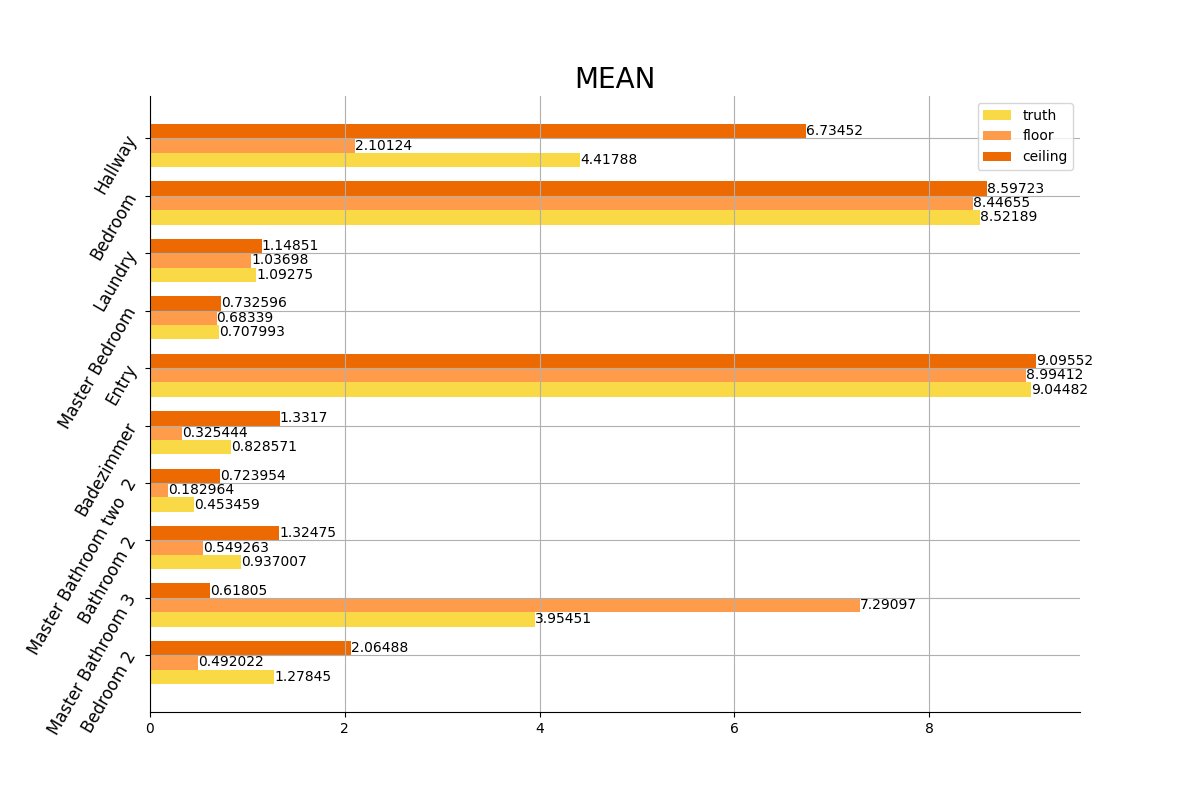 MEAN
truth
floor
ceiling
Hallway
6.73452
2.10124
4.41788
Bedroom
8.59723
8.44655
8.52189
Laundry
1.14851
1.03698
1.09275
Master Bedroom
0.732596
0.68339
0.707993
Entry
9.09552
8.99412
9.04482
Badezimmer
1.3317
0.325444
0.828571
Master Bathroom two  2
0.723954
0.182964
0.453459
Bathroom 2
1.32475
0.549263
0.937007
Master Bathroom 3
0.61805
7.29097
3.95451
Bedroom 2
2.06488
0.492022
1.27845
0 2 4 6 8